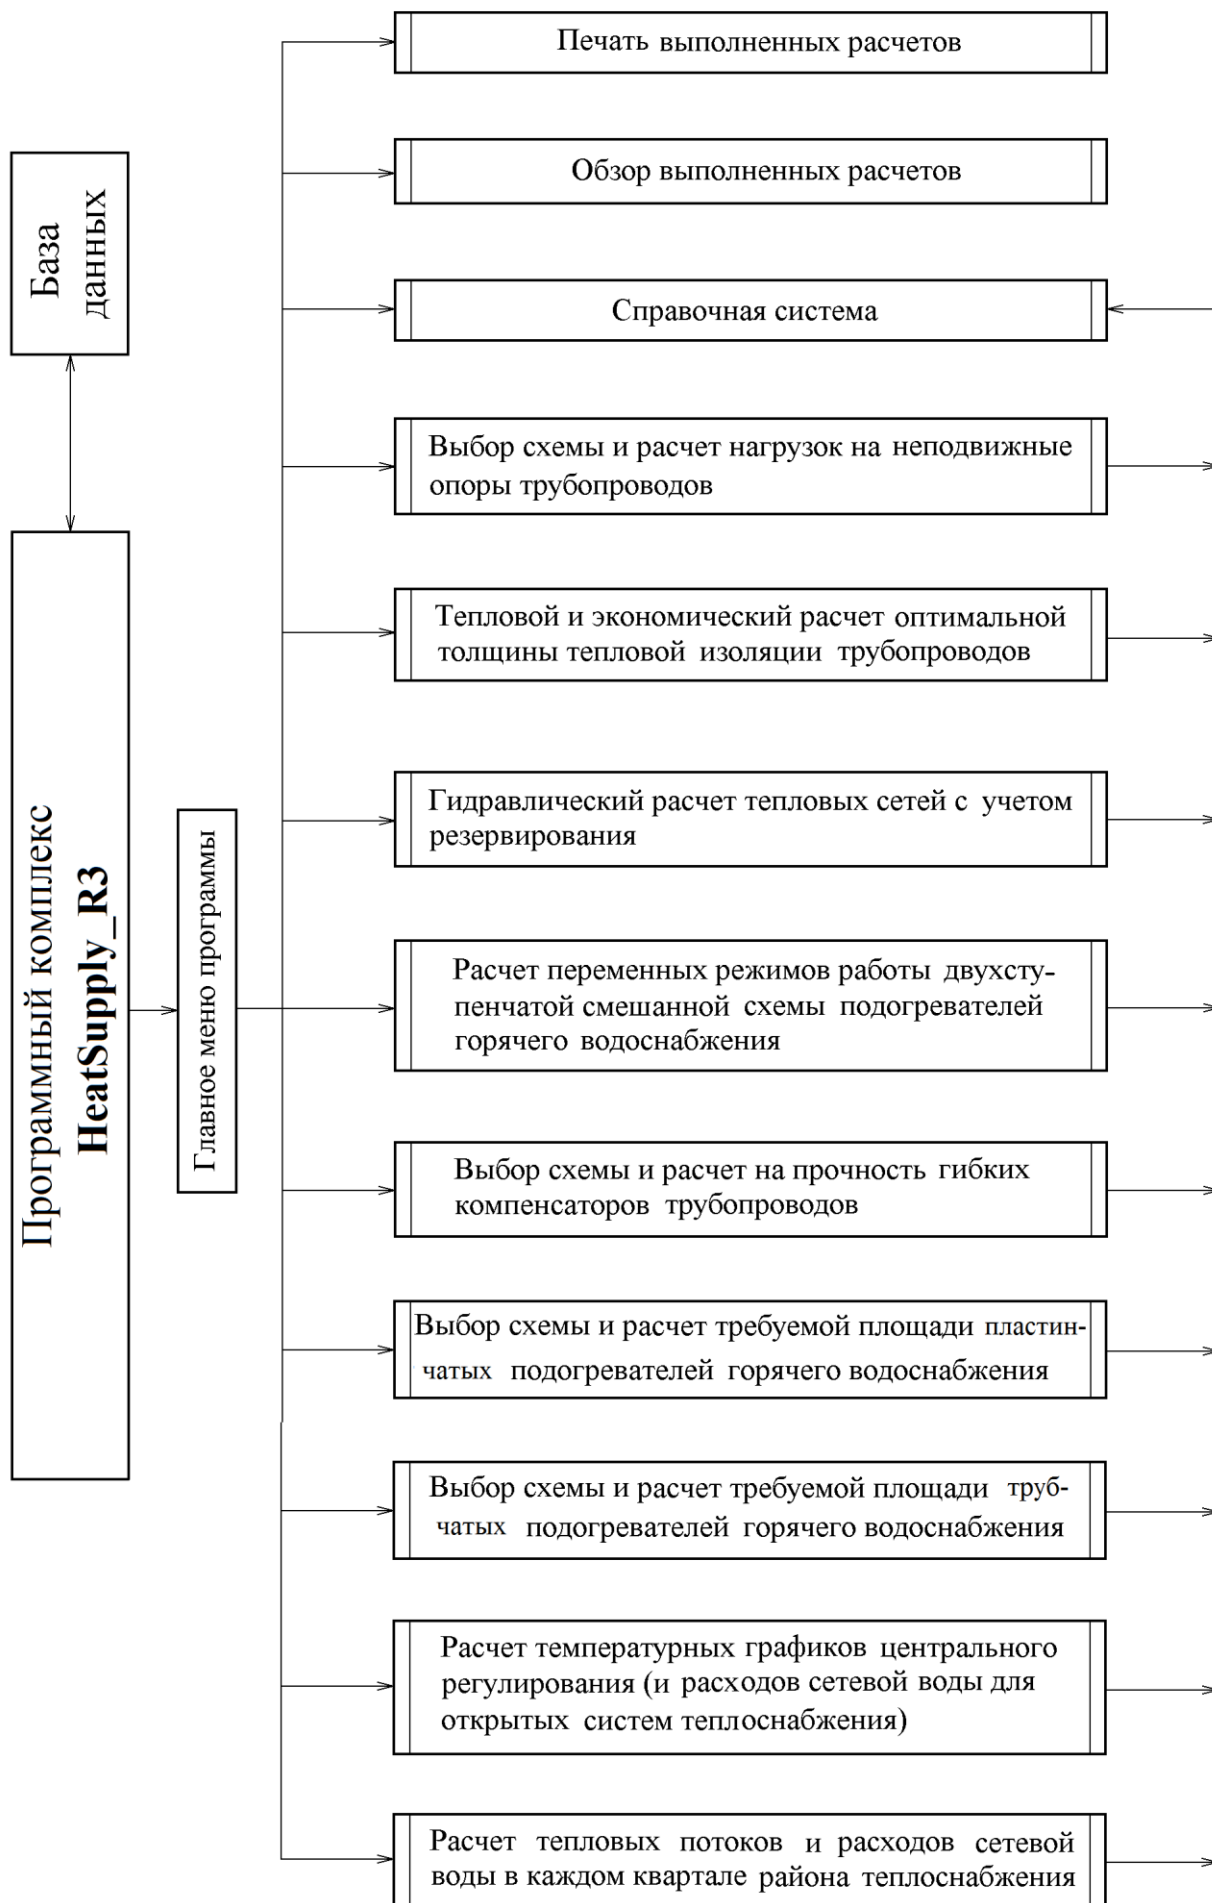 Печать выполненных расчетов
Обзор выполненных расчетов
База
данных
Справочная система
Выбор схемы и расчет нагрузок на неподвижные
опоры трубопроводов
Тепловой и экономический расчет оптимальной
толщины тепловой изоляции трубопроводов
Гидравлический расчет тепловых сетей с учетом
резервирования
Программный комплекс
HeatSupply_R3
Главное меню программы
Расчет переменных режимов работы двухсту-
пенчатой смешанной схемы подогревателей
горячего водоснабжения
Выбор схемы и расчет на прочность гибких
компенсаторов трубопроводов
Выбор схемы и расчет требуемой площади пластин-
чатых подогревателей горячего водоснабжения
Выбор схемы и расчет требуемой площади труб-
чатых подогревателей горячего водоснабжения
Расчет температурных графиков центрального
регулирования (и расходов сетевой воды для
открытых систем теплоснабжения)
Расчет тепловых потоков и расходов сетевой
воды в каждом квартале района теплоснабжения